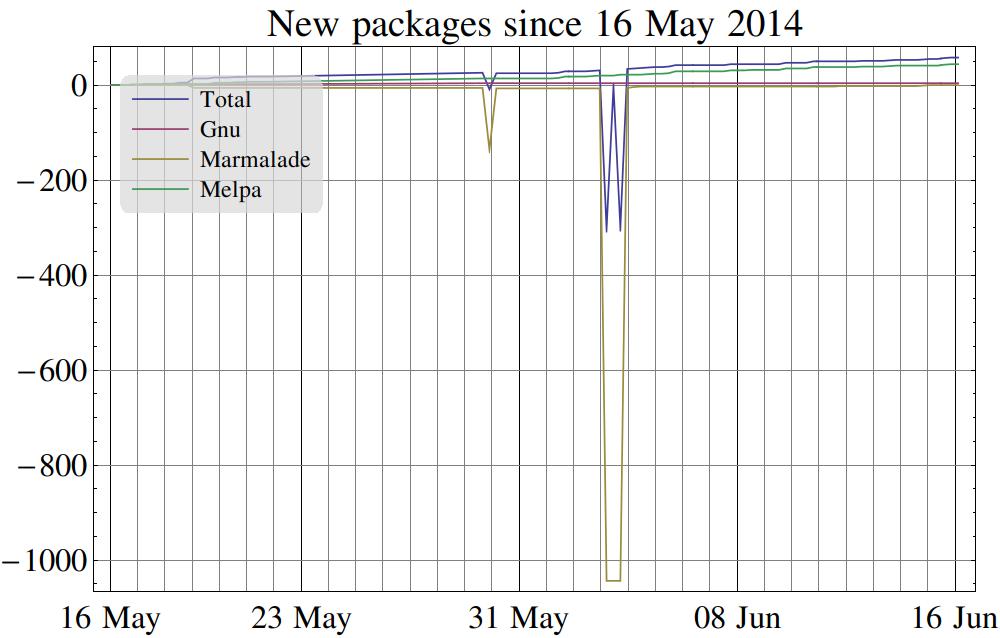 New packages since 16 May 2014
0
−200
−400
−600
−800
−1000
Total
Gnu
Marmalade
Melpa
16 May 23 May 31 May 08 Jun 16 Jun